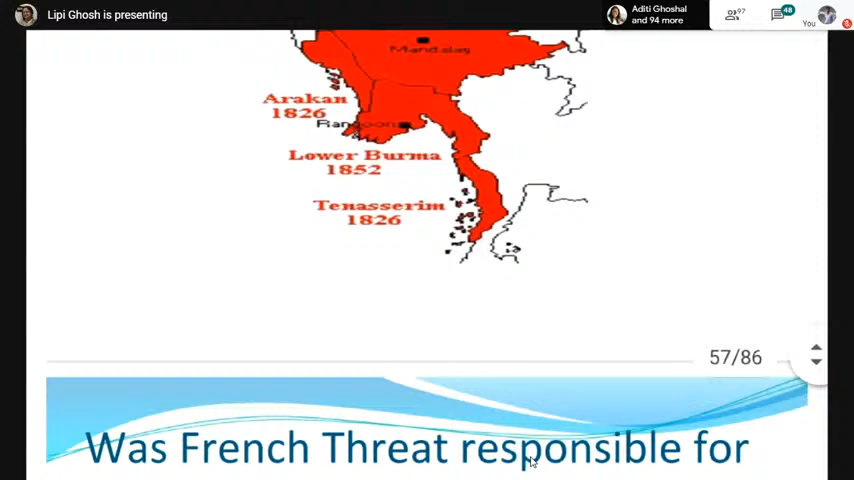 Lipi Ghosh is presenting
Aditi Ghoshal
and 94 more
97
48
You
Mandalay
Arakan
1826
Rangoon
Lower Burma
1852
Tenasserim
1826
57/86
Was French Threat responsible for